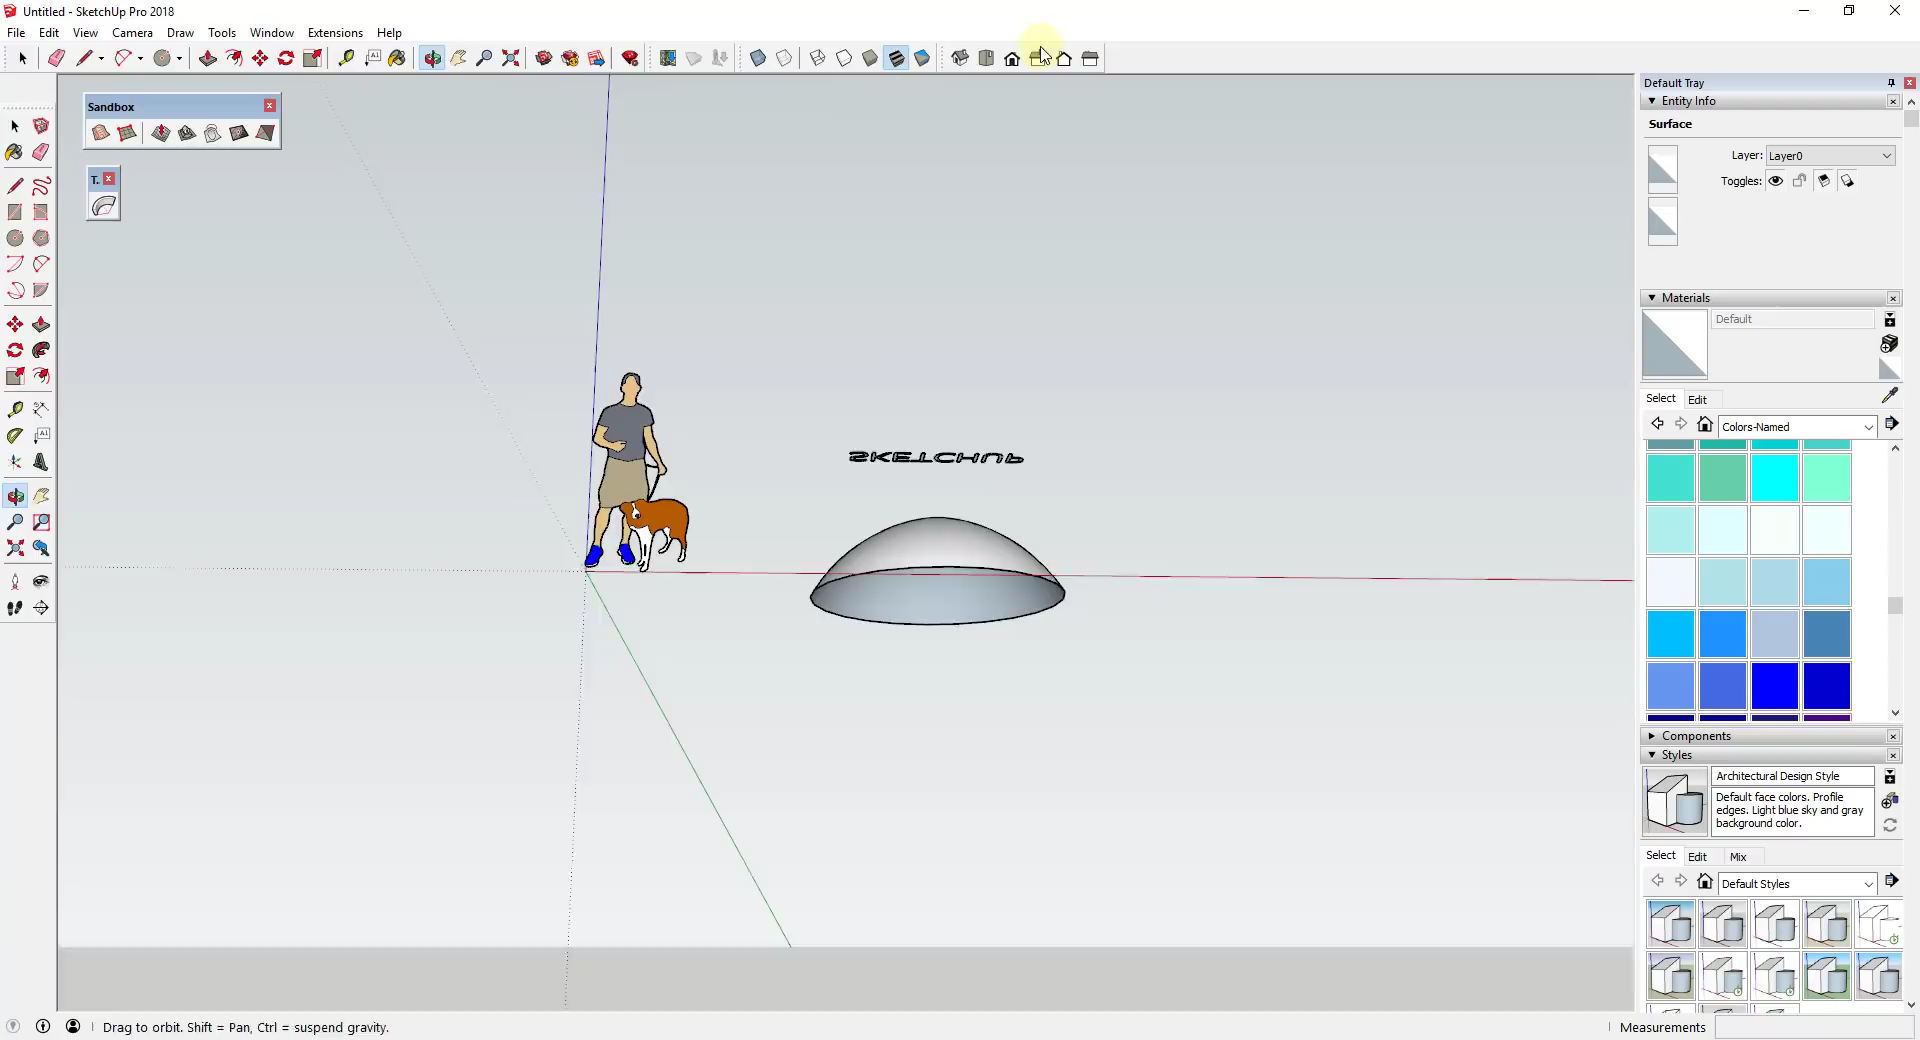 Untitled - SketchUp Pro 2018
File Edit View Camera Draw Tools Window Extensions Help
Default Tray
Entity Info
Surface
Layer: Layer0
Toggles:
Sandbox
T.
Materials
Default
Select Edit
Colors-Named
SKETCHUP
Components
Styles
Architectural Design Style
Default face colors. Profile
edges. Light blue sky and gray
background color.
Select Edit Mix
Default Styles
Drag to orbit. Shift = Pan, Ctrl = suspend gravity.
Measurements